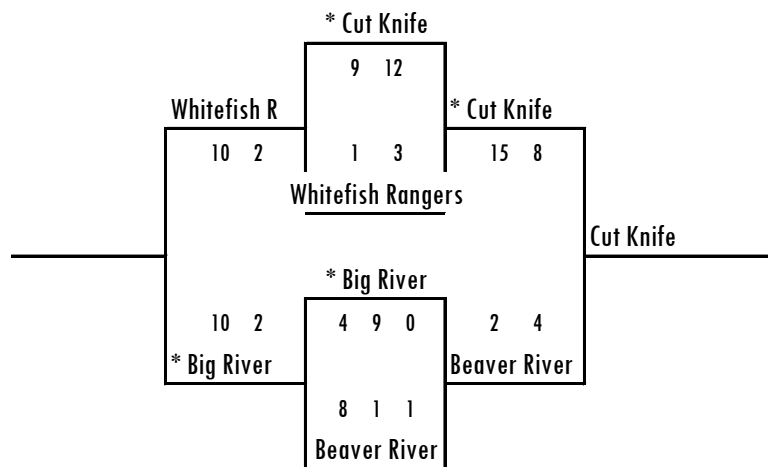 * Cut Knife
9 12
Whitefish R
* Cut Knife
10 2
1 3
15 8
Whitefish Rangers
Cut Knife
* Big River
10 2
4 9 0
2 4
* Big River
Beaver River
8 1 1
Beaver River